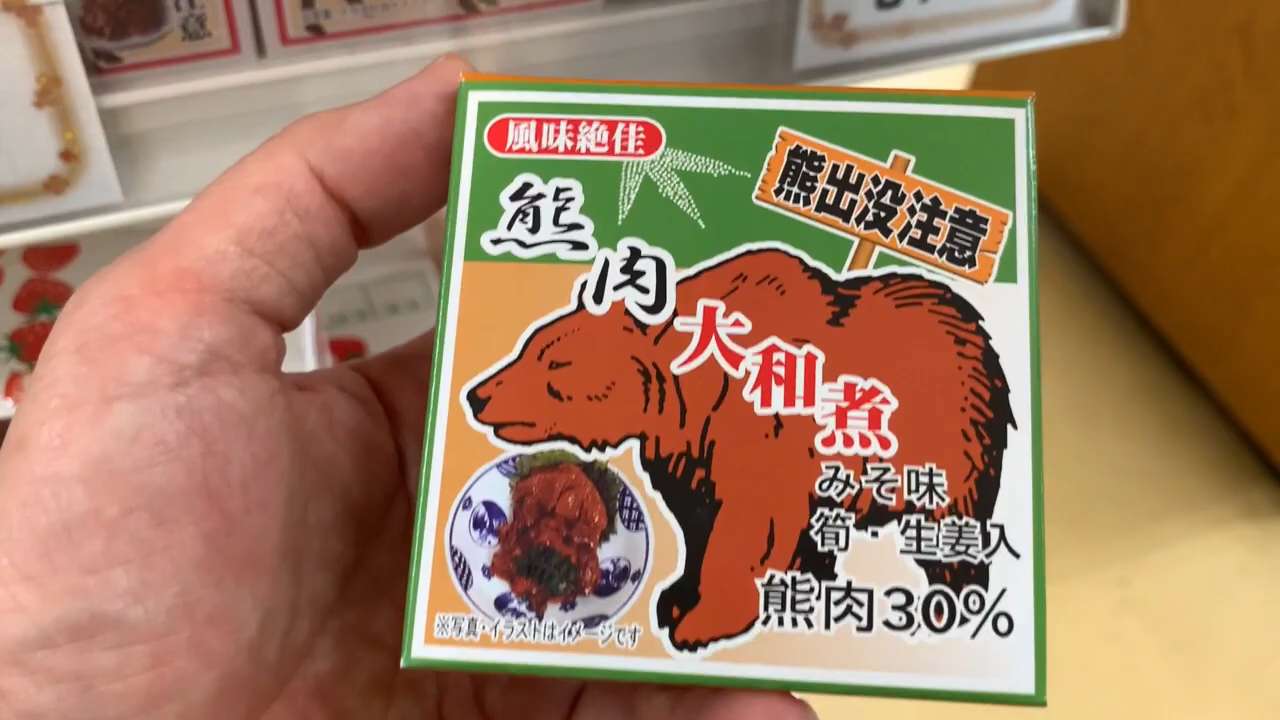 風味絶佳
熊出没注意
熊肉大和煮
みそ味
筍・生姜入
熊肉30%
※写真・イラストはイメージです